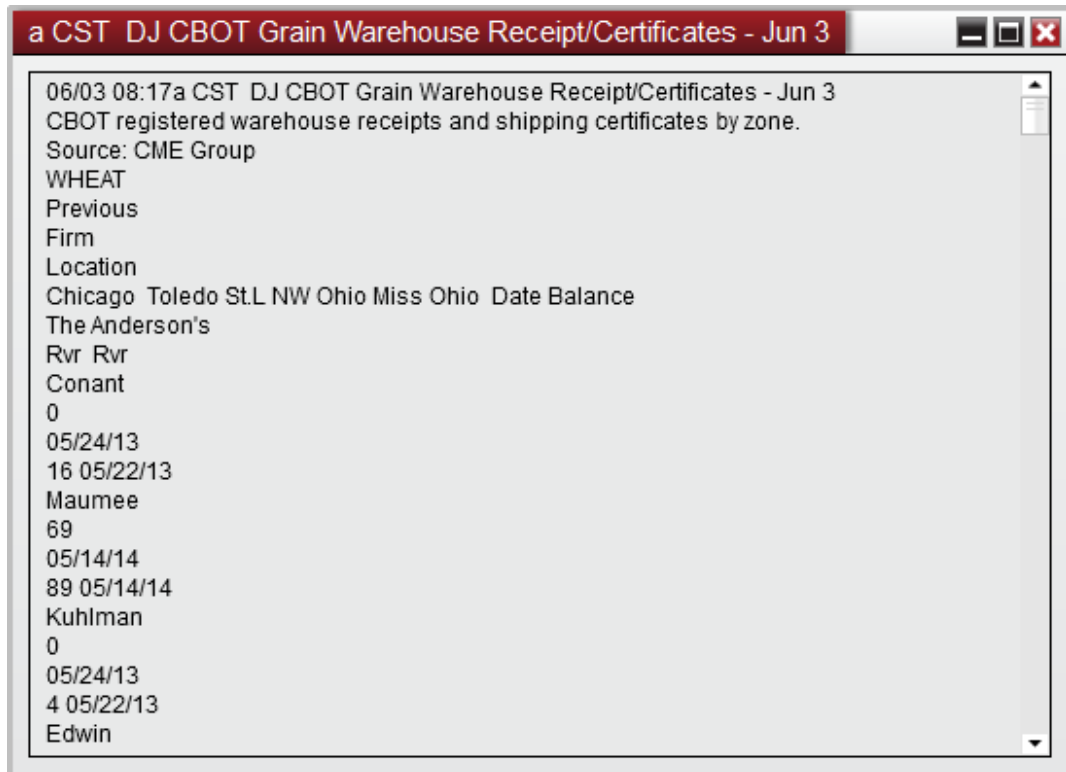 a CST  DJ CBOT Grain Warehouse Receipt/Certificates - Jun 3
06/03 08:17a CST  DJ CBOT Grain Warehouse Receipt/Certificates - Jun 3
CBOT registered warehouse receipts and shipping certificates by zone.
Source: CME Group
WHEAT
Previous
Firm
Location
Chicago  Toledo St.L NW Ohio Miss Ohio  Date Balance
The Anderson's
Rvr  Rvr
Conant
0
05/24/13
16 05/22/13
Maumee
69
05/14/14
89 05/14/14
Kuhlman
0
05/24/13
4 05/22/13
Edwin